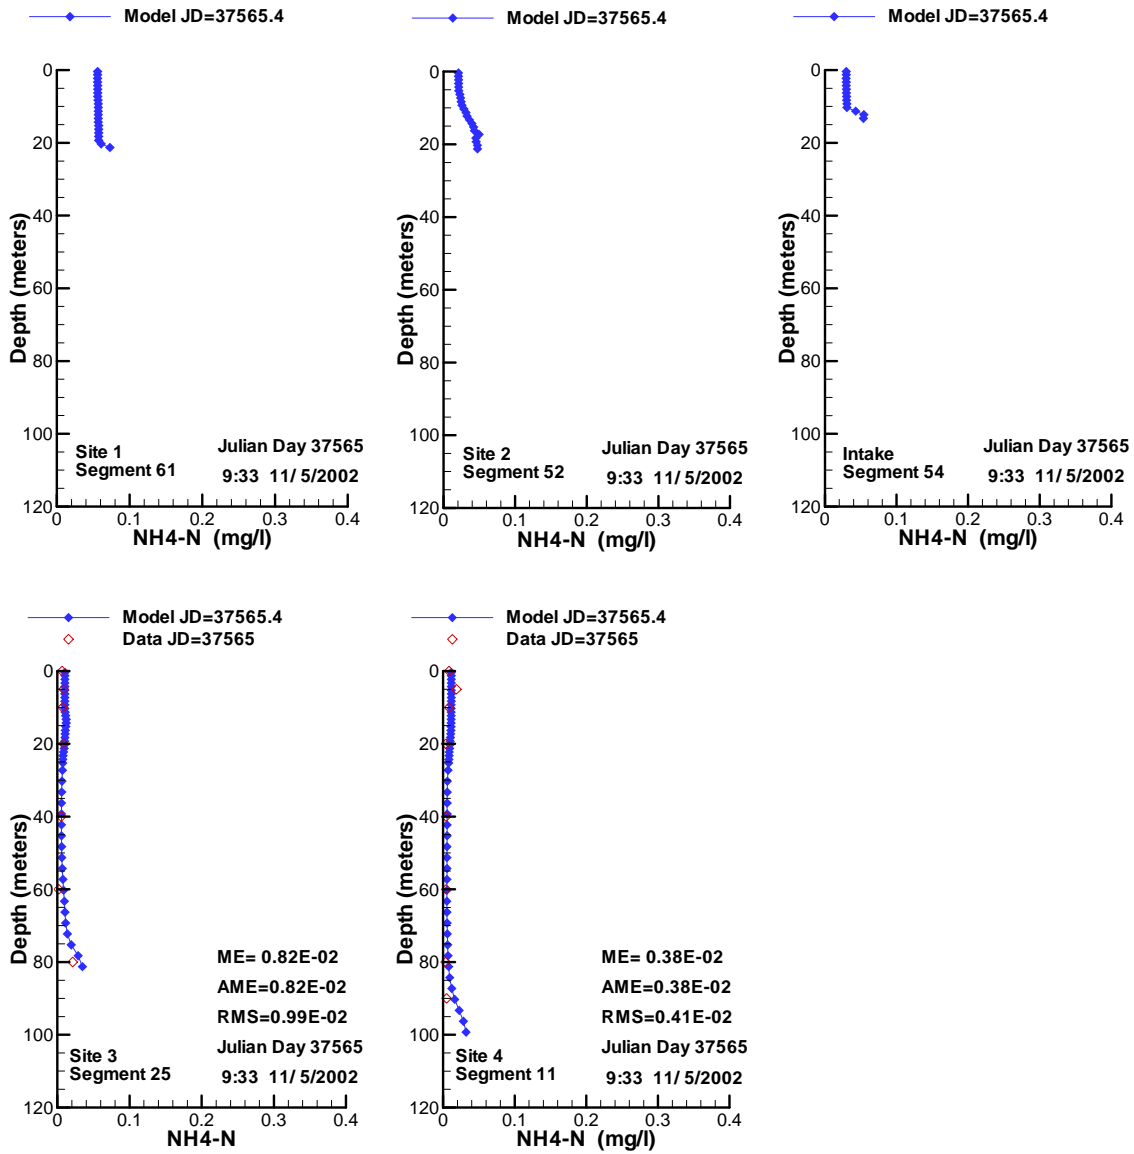 Model JD=37565.4
0
20
40
60
80
100
120
Depth (meters)
Site 1
Segment 61
Julian Day 37565
9:33 11/ 5/2002
0 0.1 0.2 0.3 0.4
NH4-N (mg/l)
Model JD=37565.4
0
20
40
60
80
100
120
Depth (meters)
Site 2
Segment 52
Julian Day 37565
9:33 11/ 5/2002
0 0.1 0.2 0.3 0.4
NH4-N (mg/l)
Model JD=37565.4
0
20
40
60
80
100
120
Depth (meters)
Intake
Segment 54
Julian Day 37565
9:33 11/ 5/2002
0 0.1 0.2 0.3 0.4
NH4-N (mg/l)
Model JD=37565.4
Data JD=37565
0
20
40
60
80
100
120
Depth (meters)
ME= 0.82E-02
AME=0.82E-02
RMS=0.99E-02
Site 3
Segment 25
Julian Day 37565
9:33 11/ 5/2002
0 0.1 0.2 0.3 0.4
NH4-N
Model JD=37565.4
Data JD=37565
0
20
40
60
80
100
120
Depth (meters)
ME= 0.38E-02
AME=0.38E-02
RMS=0.41E-02
Site 4
Segment 11
Julian Day 37565
9:33 11/ 5/2002
0 0.1 0.2 0.3 0.4
NH4-N (mg/l)